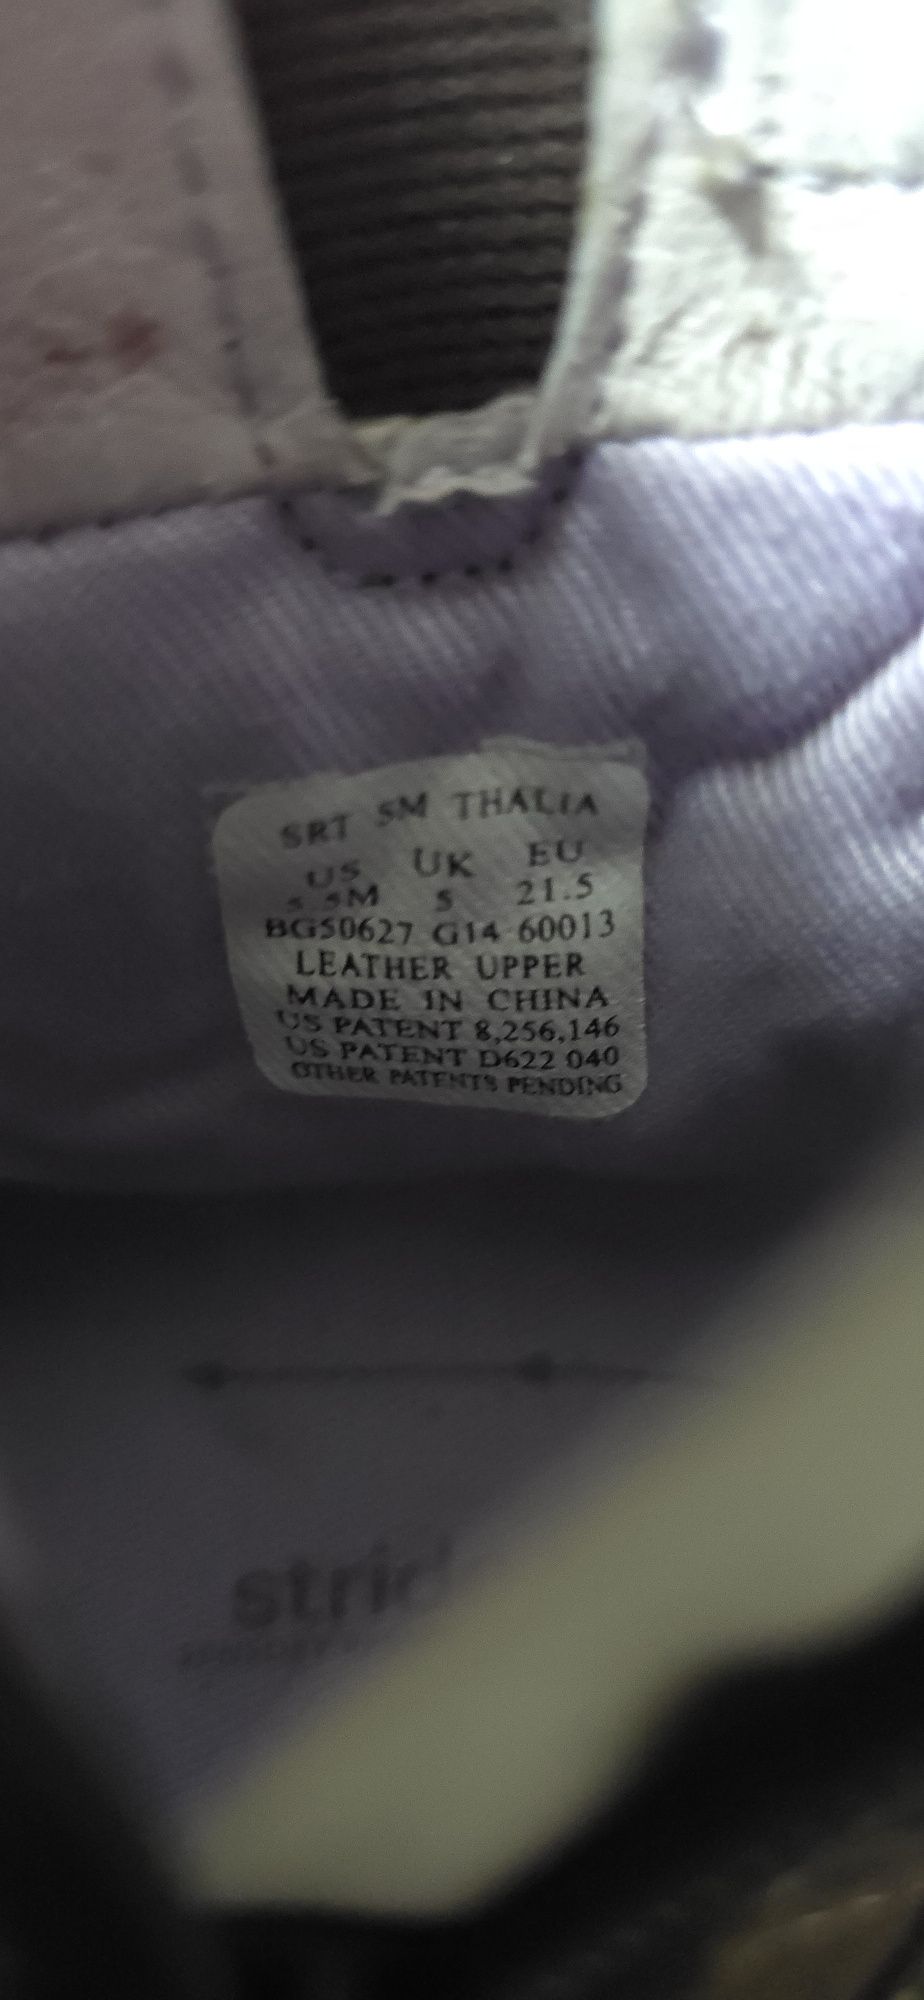 SRT SM THALIA
US UK EU
5 5M 5 21.5
BG50627 G14 60013
LEATHER UPPER
MADE IN CHINA
US PATENT 8,256,146
US PATENT D622 040
OTHER PATENTS PENDING